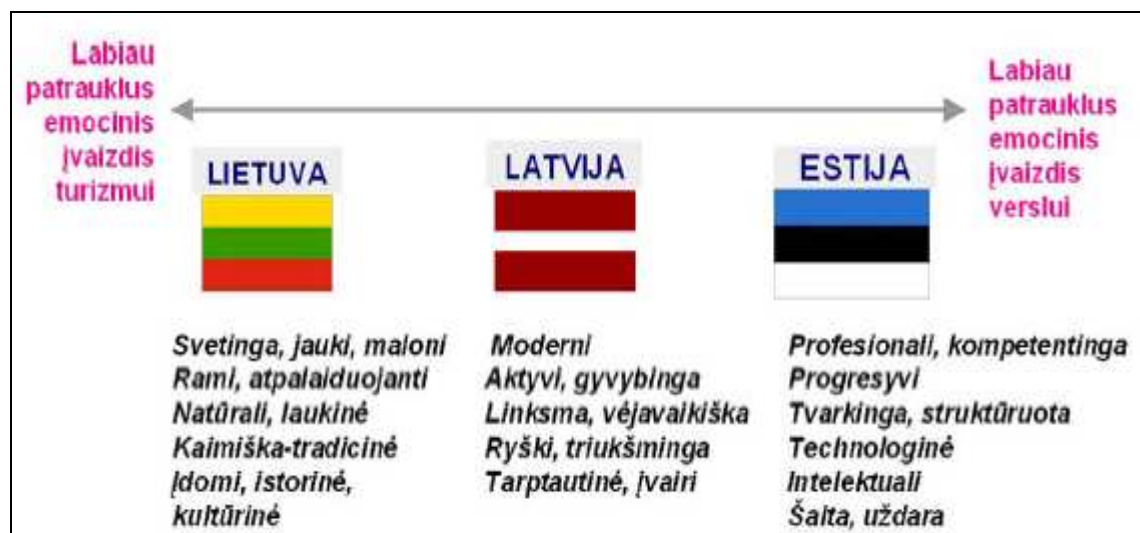 Labiau
patrauklus
emocinis
įvaizdis
turizmui
Labiau
patrauklus
emocinis
įvaizdis
verslui
LIETUVA
LATVIJA
ESTIJA
Svetinga, jauki, maloni
Rami, atpalaiduojanti
Natūrali, laukinė
Kaimiška-tradicinė
Įdomi, istorinė,
kultūrinė
Moderni
Aktyvi, gyvybinga
Linksma, vėjavaikiška
Ryški, triukšminga
Tarptautinė, įvairi
Profesionali, kompetentinga
Progresyvi
Tvarkinga, struktūruota
Technologinė
Intelektuali
Šalta, uždara